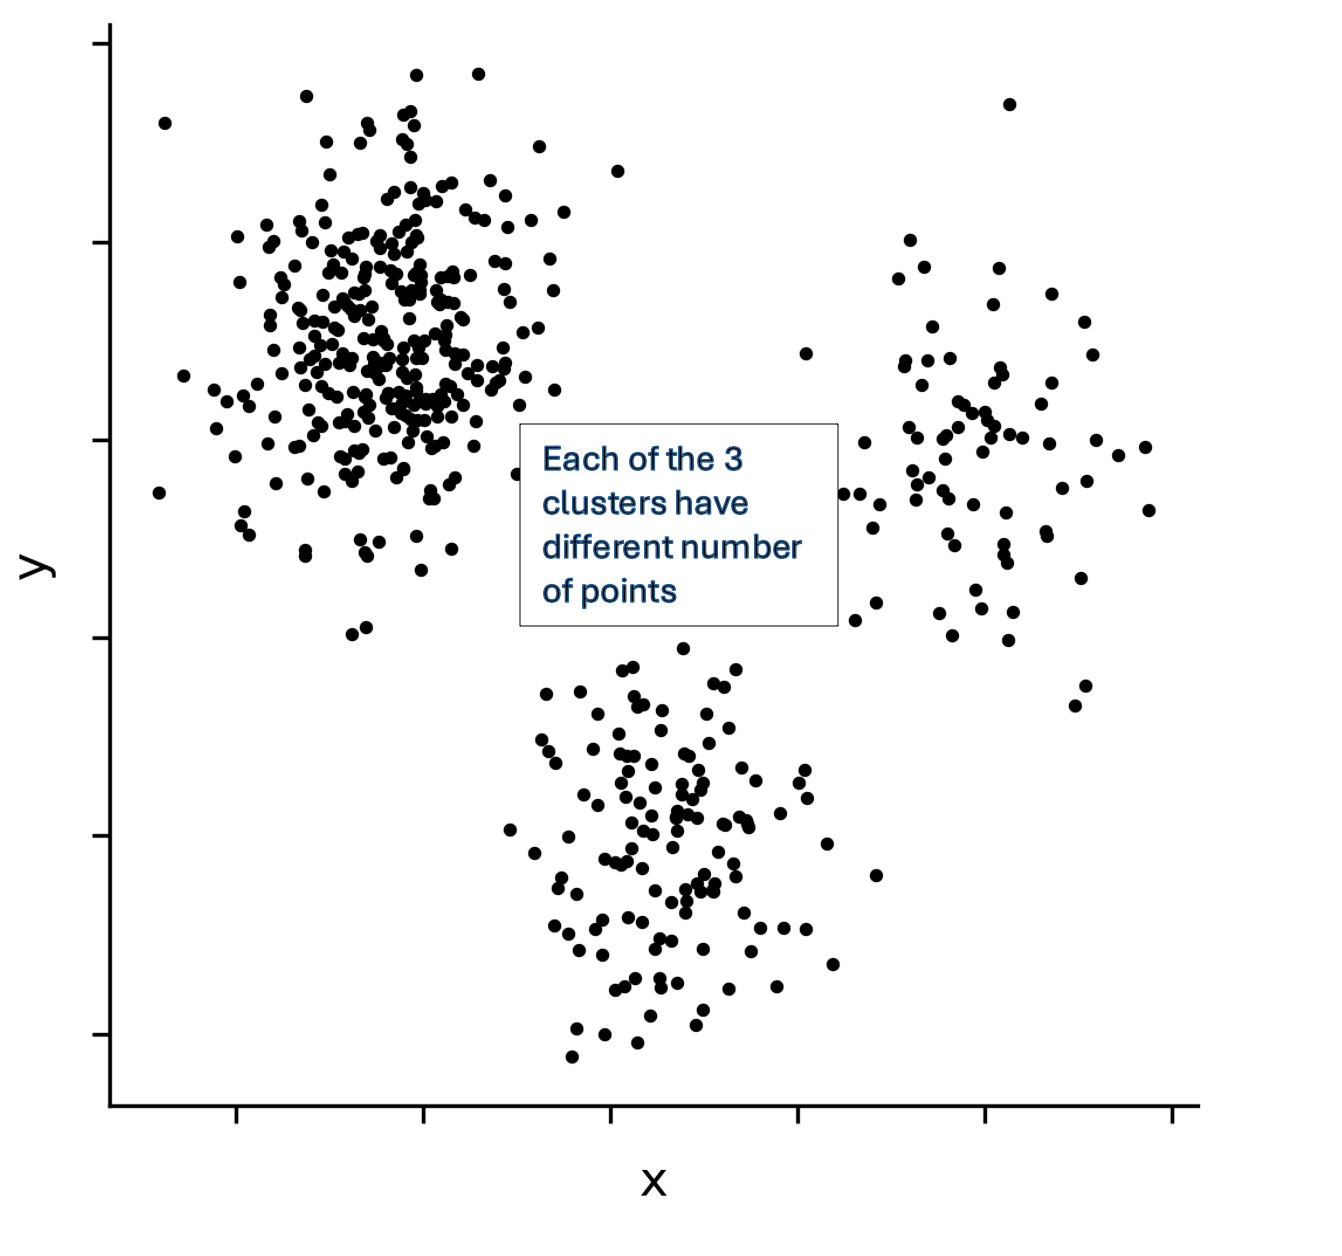 Each of the 3
clusters have
different number
of points
y
x